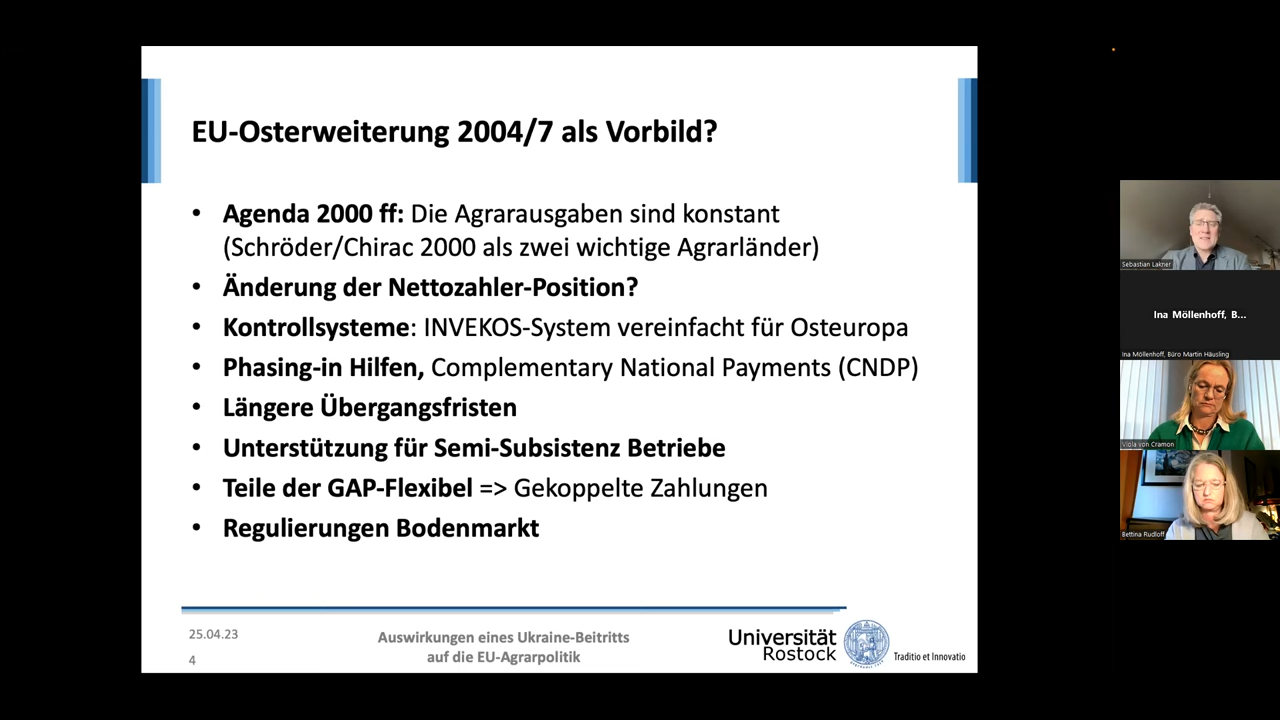 EU-Osterweiterung 2004/7 als Vorbild?
• Agenda 2000 ff: Die Agrarausgaben sind konstant
(Schröder/Chirac 2000 als zwei wichtige Agrarländer)
• Änderung der Nettozahler-Position?
• Kontrollsysteme: INVEKOS-System vereinfacht für Osteuropa
• Phasing-in Hilfen, Complementary National Payments (CNDP)
• Längere Übergangsfristen
• Unterstützung für Semi-Subsistenz Betriebe
• Teile der GAP-Flexibel => Gekoppelte Zahlungen
• Regulierungen Bodenmarkt
25.04.23
4
Auswirkungen eines Ukraine-Beitritts
auf die EU-Agrarpolitik
Universität
Rostock
Traditio et Innovatio
Sebastian Lakner
Ina Möllenhoff, B...
Ina Möllenhoff, Büro Martin Häusling
Viola von Cramon
Bettina Rudloff